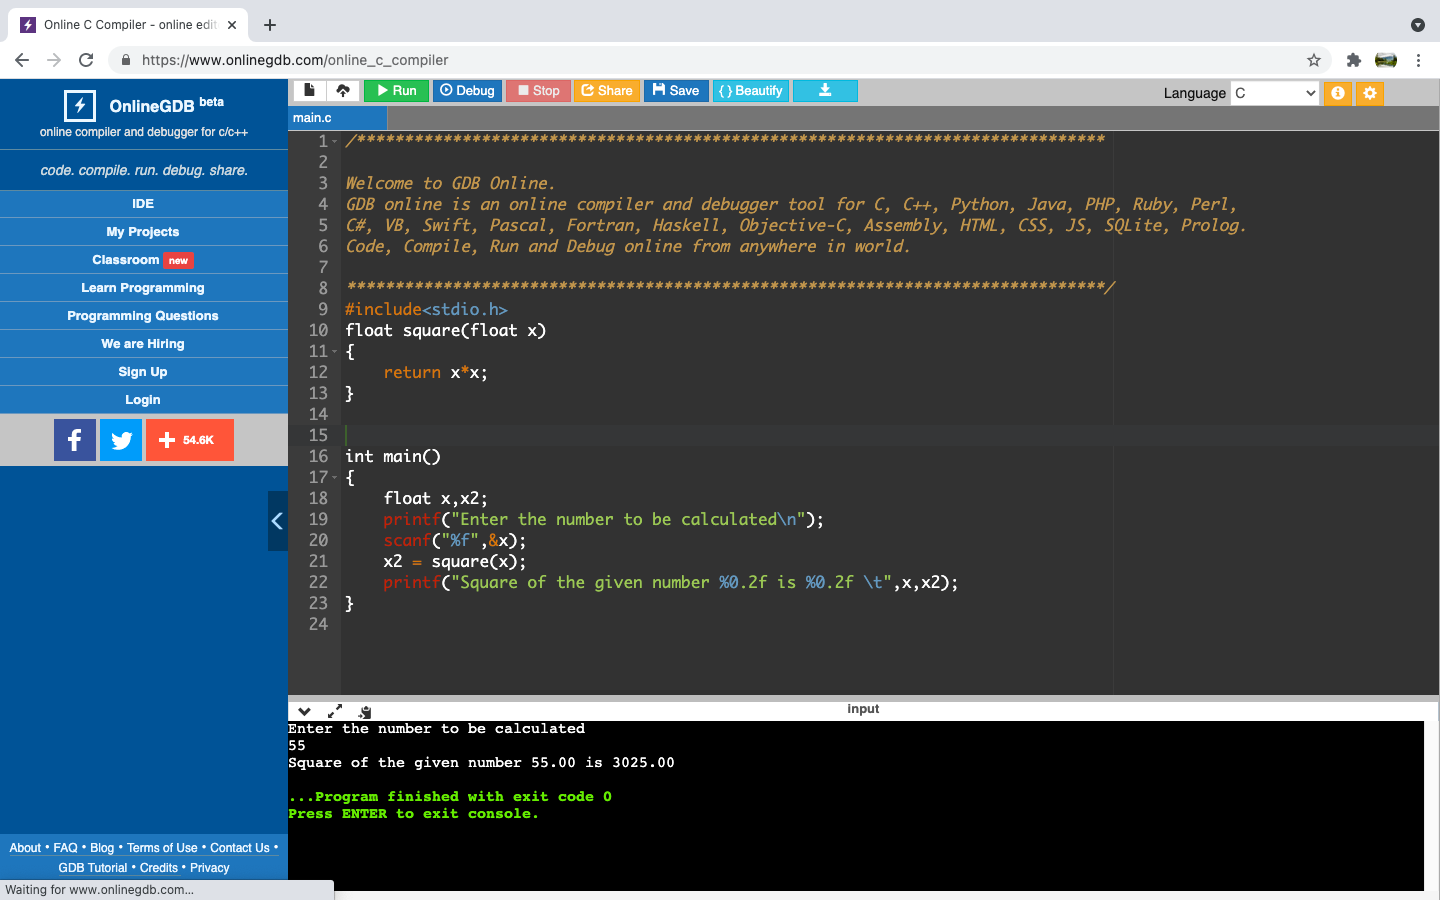 Online C Compiler - online edit
https://www.onlinegdb.com/online_c_compiler
OnlineGDB beta
online compiler and debugger for c/c++
code. compile. run. debug. share.
IDE
My Projects
Classroom new
Learn Programming
Programming Questions
We are Hiring
Sign Up
Login
f
54.6K
About • FAQ • Blog • Terms of Use • Contact Us •
GDB Tutorial • Credits • Privacy
Waiting for www.onlinegdb.com...
Run Debug Stop Share Save { } Beautify
Language C
main.c
1 /******************************************************************************
2
3 Welcome to GDB Online.
4 GDB online is an online compiler and debugger tool for C, C++, Python, Java, PHP, Ruby, Perl,
5 C#, VB, Swift, Pascal, Fortran, Haskell, Objective-C, Assembly, HTML, CSS, JS, SQLite, Prolog.
6 Code, Compile, Run and Debug online from anywhere in world.
7
8 *******************************************************************************/
9 #include<stdio.h>
10 float square(float x)
11 {
12     return x*x;
13 }
14
15
16 int main()
17 {
18     float x,x2;
19     printf("Enter the number to be calculated\n");
20     scanf("%f",&x);
21     x2 = square(x);
22     printf("Square of the given number %0.2f is %0.2f \t",x,x2);
23 }
24
input
Enter the number to be calculated
55
Square of the given number 55.00 is 3025.00
...Program finished with exit code 0
Press ENTER to exit console.